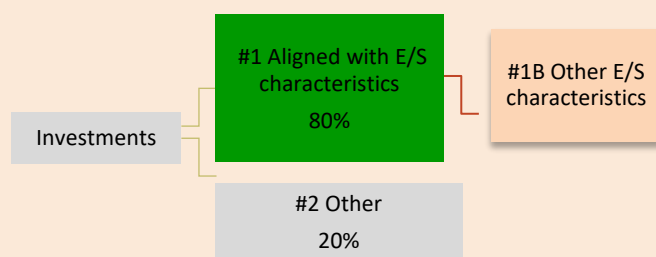 Investments
#1 Aligned with E/S
characteristics
80%
#1B Other E/S
characteristics
#2 Other
20%